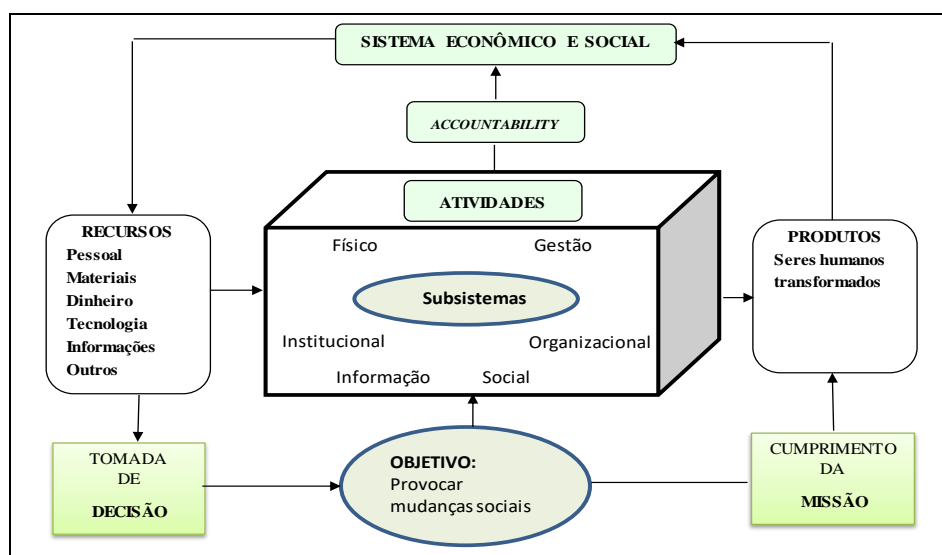 SISTEMA ECONÔMICO E SOCIAL
ACCOUNTABILITY
ATIVIDADES
RECURSOS
Pessoal
Materiais
Dinheiro
Tecnologia
Informações
Outros
Físico
Gestão
Subsistemas
Institucional
Organizacional
Informação
Social
PRODUTOS
Seres humanos
transformados
TOMADA
DE
DECISÃO
OBJETIVO:
Provocar
mudanças sociais
CUMPRIMENTO
DA
MISSÃO